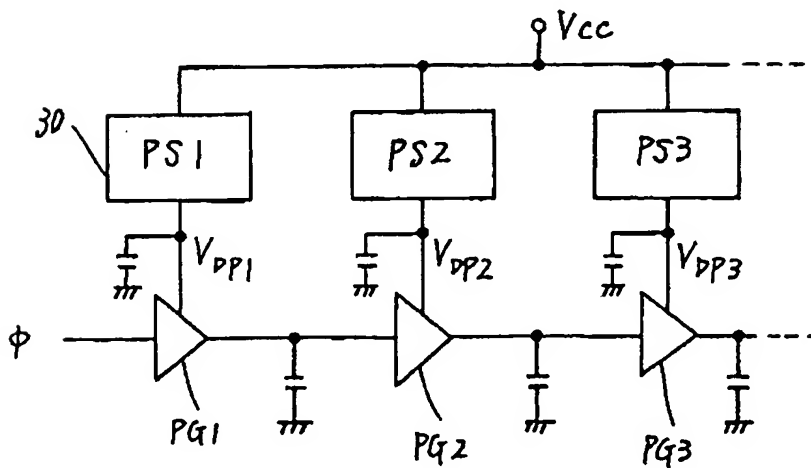 Vcc
30
PS1
PS2
PS3
VDP1
VDP2
VDP3
φ
PG1
PG2
PG3